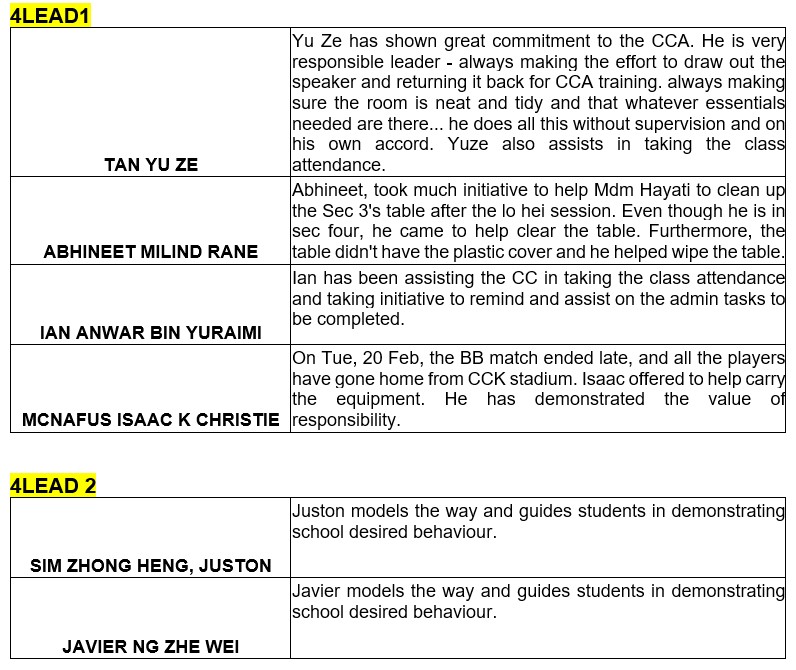 4LEAD1
Yu Ze has shown great commitment to the CCA. He is very
responsible leader - always making the effort to draw out the
speaker and returning it back for CCA training. always making
sure the room is neat and tidy and that whatever essentials
needed are there... he does all this without supervision and on
his own accord. Yuze also assists in taking the class
attendance.
TAN YU ZE
Abhineet, took much initiative to help Mdm Hayati to clean up
the Sec 3's table after the lo hei session. Even though he is in
sec four, he came to help clear the table. Furthermore, the
table didn't have the plastic cover and he helped wipe the table.
ABHINEET MILIND RANE
Ian has been assisting the CC in taking the class attendance
and taking initiative to remind and assist on the admin tasks to
be completed.
IAN ANWAR BIN YURAIMI
On Tue, 20 Feb, the BB match ended late, and all the players
have gone home from CCK stadium. Isaac offered to help carry
the equipment. He has demonstrated the value of
responsibility.
MCNAFUS ISAAC K CHRISTIE
4LEAD 2
Juston models the way and guides students in demonstrating
school desired behaviour.
SIM ZHONG HENG, JUSTON
Javier models the way and guides students in demonstrating
school desired behaviour.
JAVIER NG ZHE WEI